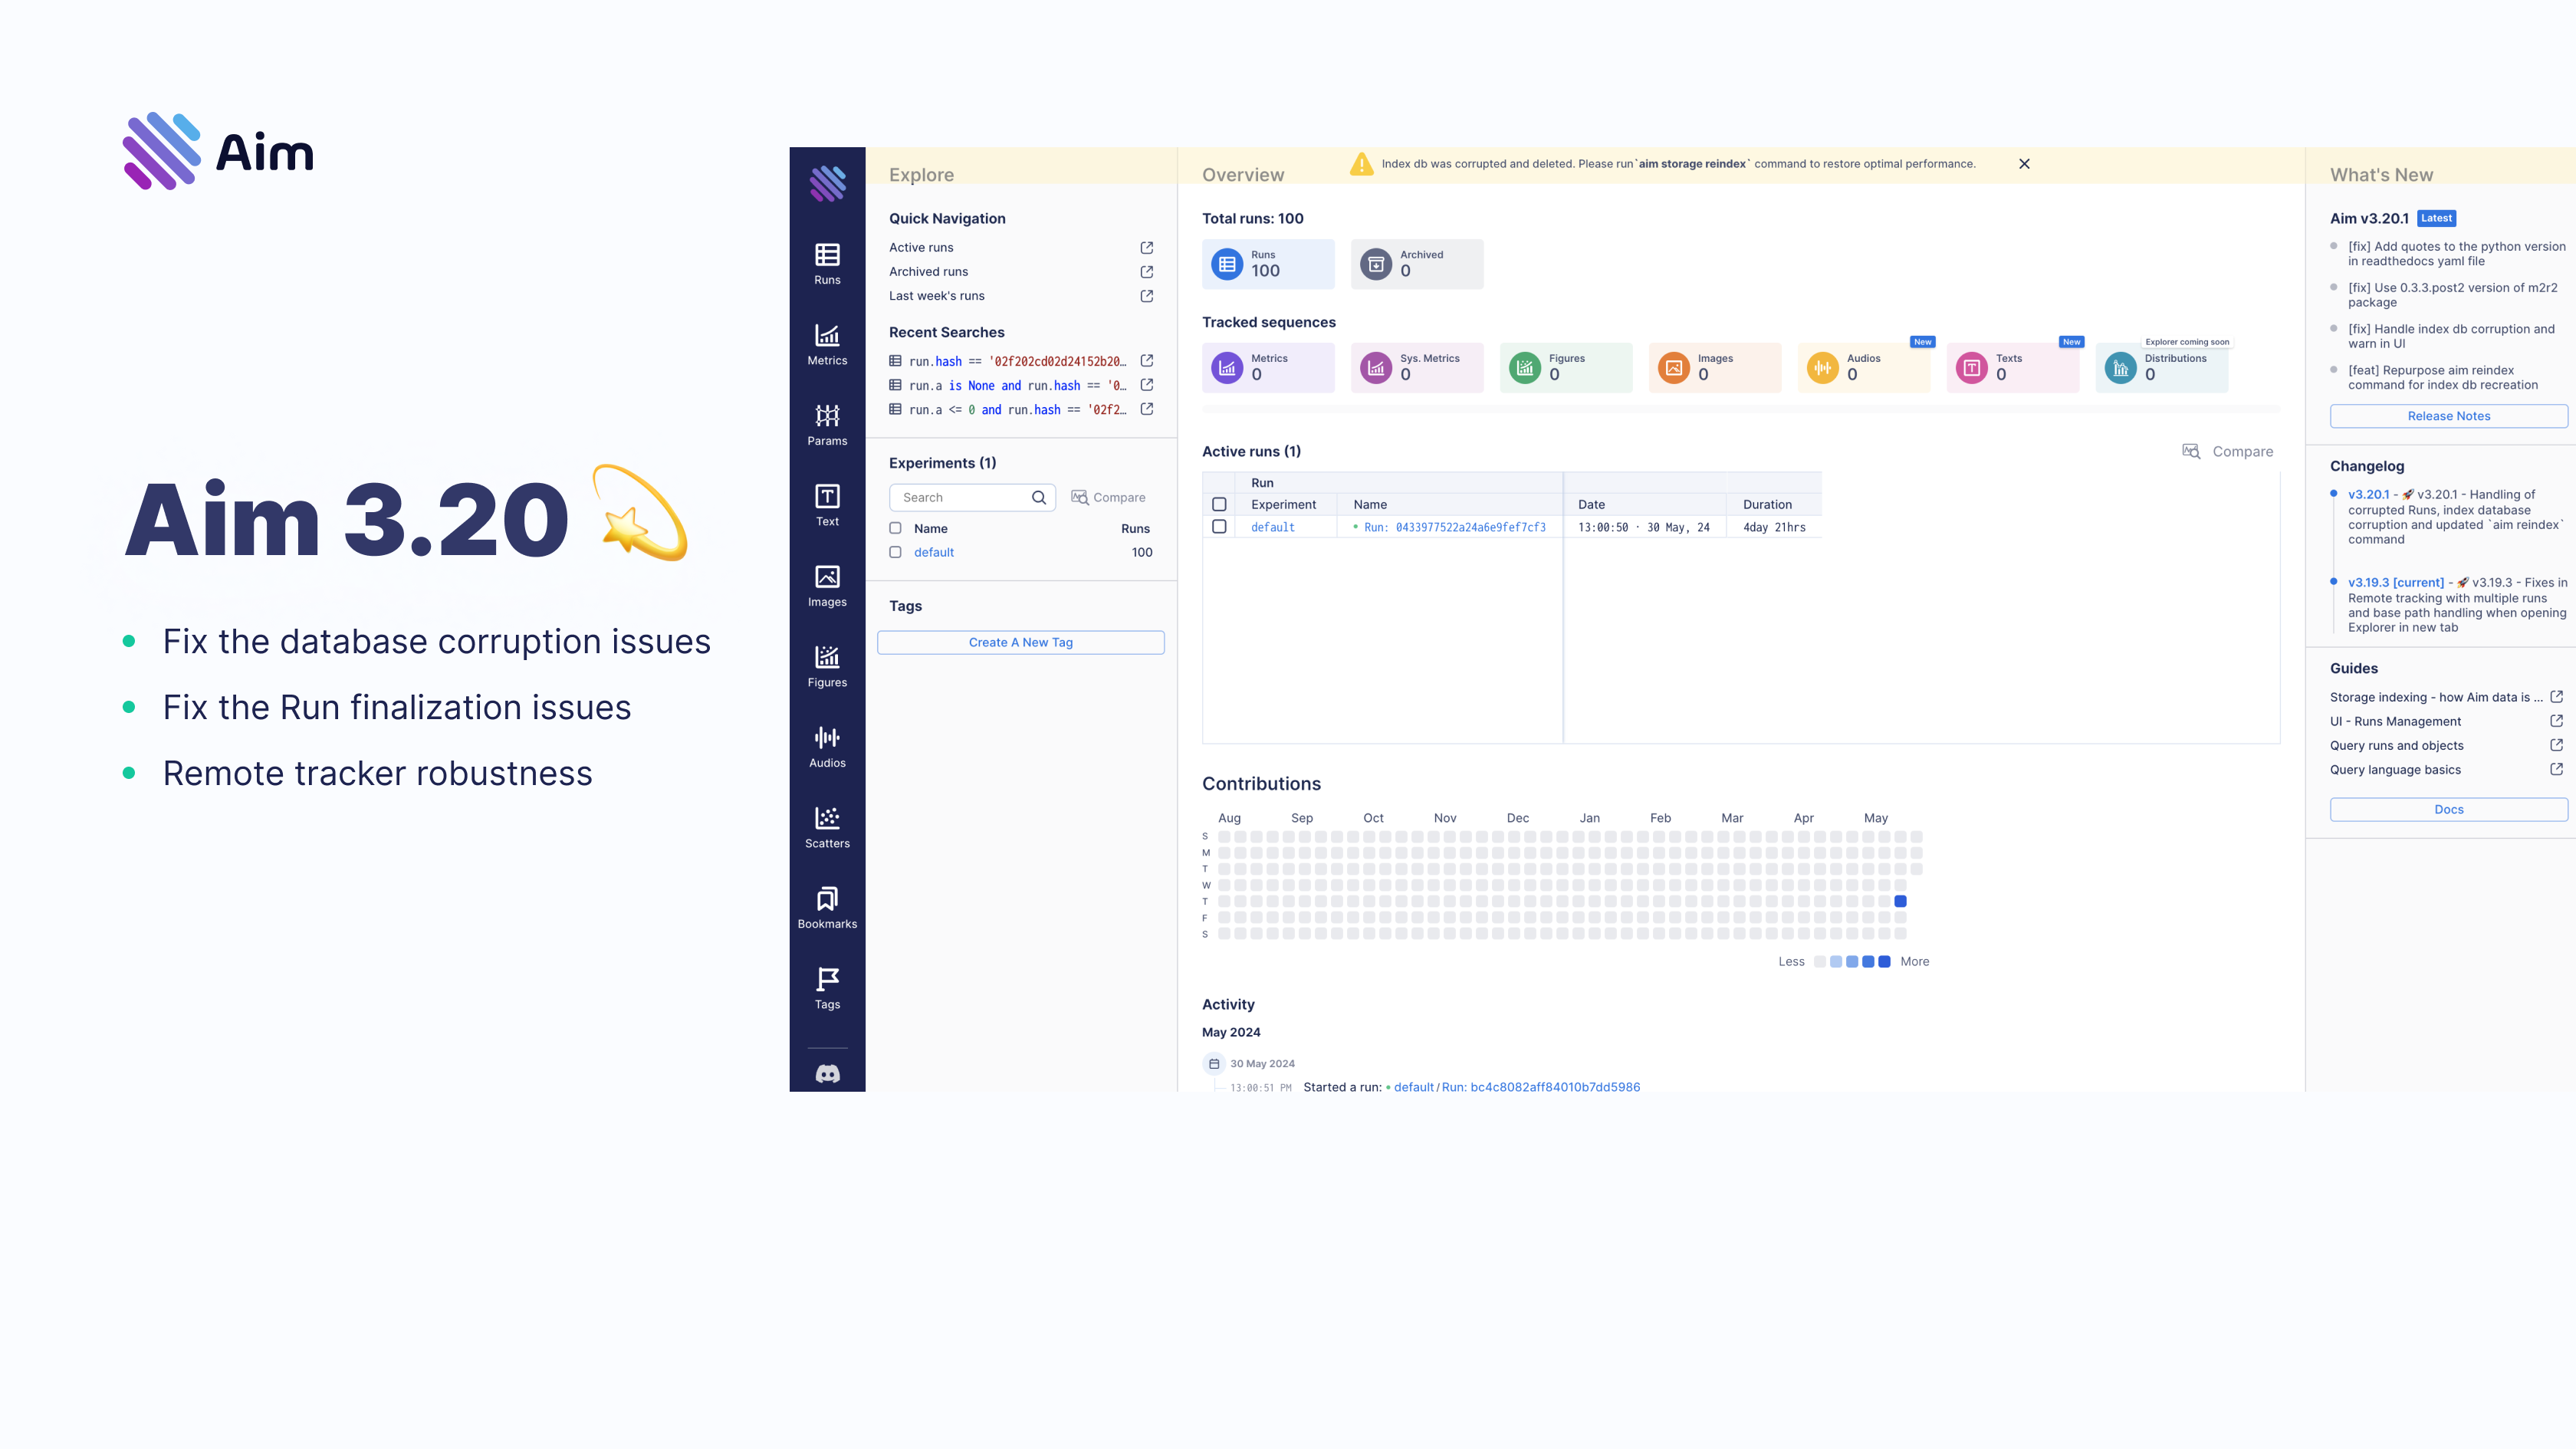 Aim
Aim 3.20
Fix the database corruption issues
Fix the Run finalization issues
Remote tracker robustness
Runs
Metrics
Params
Text
Images
Figures
Audios
Scatters
Bookmarks
Tags
Explore
Quick Navigation
Active runs
Archived runs
Last week's runs
Recent Searches
run.hash == '02f202cd02d24152b20…
run.a is None and run.hash == '0…
run.a <= 0 and run.hash == '02f2…
Experiments (1)
Search
Compare
Name Runs
default 100
Tags
Create A New Tag
Index db was corrupted and deleted. Please run`aim storage reindex` command to restore optimal performance.
Overview
Total runs: 100
Runs
100
Archived
0
Tracked sequences
Metrics
0
Sys. Metrics
0
Figures
0
Images
0
New
Audios
0
New
Texts
0
Explorer coming soon
Distributions
0
Active runs (1)
Compare
Run
Experiment Name Date Duration
default Run: 0433977522a24a6e9fef7cf3 13:00:50 · 30 May, 24 4day 21hrs
Contributions
Aug Sep Oct Nov Dec Jan Feb Mar Apr May
S
M
T
W
T
F
S
Less More
Activity
May 2024
30 May 2024
13:00:51 PM Started a run: default/Run: bc4c8082aff84010b7dd5986
What's New
Aim v3.20.1 Latest
[fix] Add quotes to the python version
in readthedocs yaml file
[fix] Use 0.3.3.post2 version of m2r2
package
[fix] Handle index db corruption and
warn in UI
[feat] Repurpose aim reindex
command for index db recreation
Release Notes
Changelog
v3.20.1 - 🚀 v3.20.1 - Handling of
corrupted Runs, index database
corruption and updated `aim reindex`
command
v3.19.3 [current] - 🚀 v3.19.3 - Fixes in
Remote tracking with multiple runs
and base path handling when opening
Explorer in new tab
Guides
Storage indexing - how Aim data is ...
UI - Runs Management
Query runs and objects
Query language basics
Docs